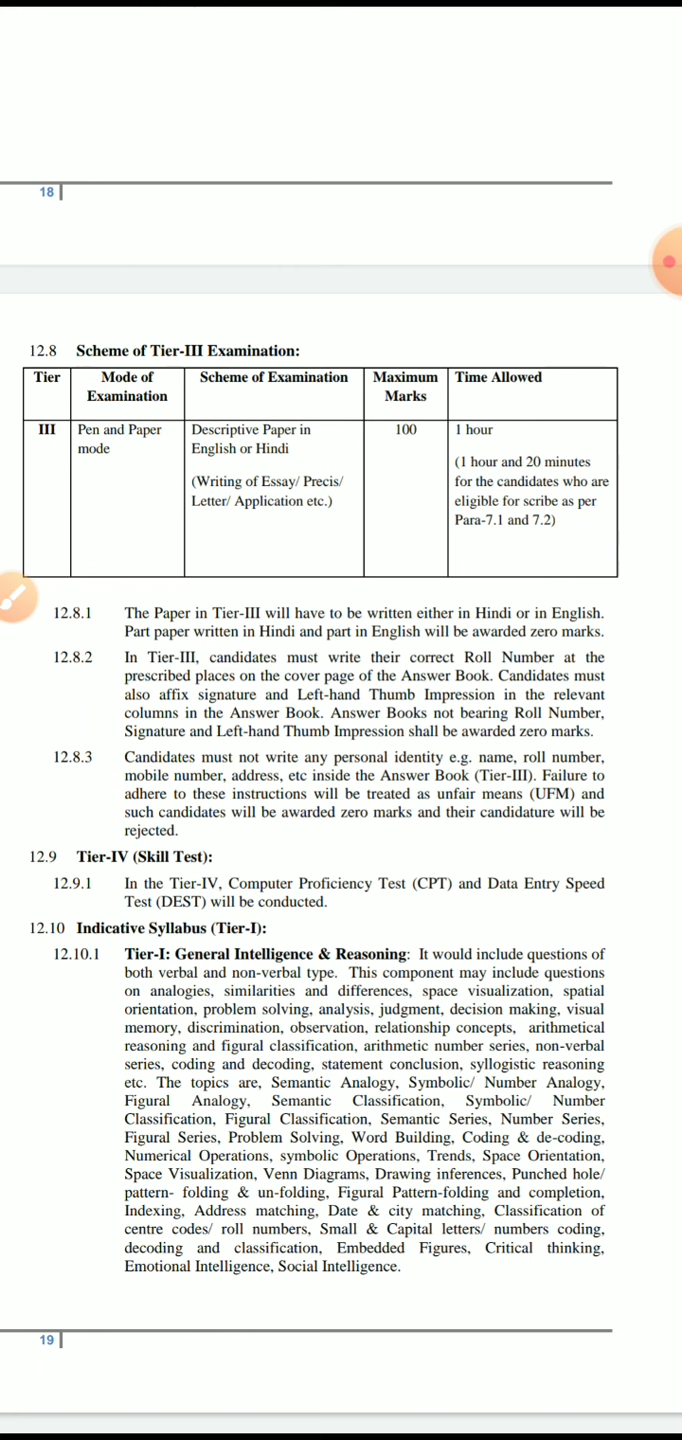 18
12.8 Scheme of Tier-III Examination:
Tier Mode of Examination Scheme of Examination Maximum Marks Time Allowed
III Pen and Paper mode Descriptive Paper in English or Hindi (Writing of Essay/ Precis/ Letter/ Application etc.) 100 1 hour (1 hour and 20 minutes for the candidates who are eligible for scribe as per Para-7.1 and 7.2)
12.8.1 The Paper in Tier-III will have to be written either in Hindi or in English.
Part paper written in Hindi and part in English will be awarded zero marks.
12.8.2 In Tier-III, candidates must write their correct Roll Number at the
prescribed places on the cover page of the Answer Book. Candidates must
also affix signature and Left-hand Thumb Impression in the relevant
columns in the Answer Book. Answer Books not bearing Roll Number,
Signature and Left-hand Thumb Impression shall be awarded zero marks.
12.8.3 Candidates must not write any personal identity e.g. name, roll number,
mobile number, address, etc inside the Answer Book (Tier-III). Failure to
adhere to these instructions will be treated as unfair means (UFM) and
such candidates will be awarded zero marks and their candidature will be
rejected.
12.9 Tier-IV (Skill Test):
12.9.1 In the Tier-IV, Computer Proficiency Test (CPT) and Data Entry Speed
Test (DEST) will be conducted.
12.10 Indicative Syllabus (Tier-I):
12.10.1 Tier-I: General Intelligence & Reasoning: It would include questions of
both verbal and non-verbal type. This component may include questions
on analogies, similarities and differences, space visualization, spatial
orientation, problem solving, analysis, judgment, decision making, visual
memory, discrimination, observation, relationship concepts, arithmetical
reasoning and figural classification, arithmetic number series, non-verbal
series, coding and decoding, statement conclusion, syllogistic reasoning
etc. The topics are, Semantic Analogy, Symbolic/ Number Analogy,
Figural Analogy, Semantic Classification, Symbolic/ Number
Classification, Figural Classification, Semantic Series, Number Series,
Figural Series, Problem Solving, Word Building, Coding & de-coding,
Numerical Operations, symbolic Operations, Trends, Space Orientation,
Space Visualization, Venn Diagrams, Drawing inferences, Punched hole/
pattern- folding & un-folding, Figural Pattern-folding and completion,
Indexing, Address matching, Date & city matching, Classification of
centre codes/ roll numbers, Small & Capital letters/ numbers coding,
decoding and classification, Embedded Figures, Critical thinking,
Emotional Intelligence, Social Intelligence.
19